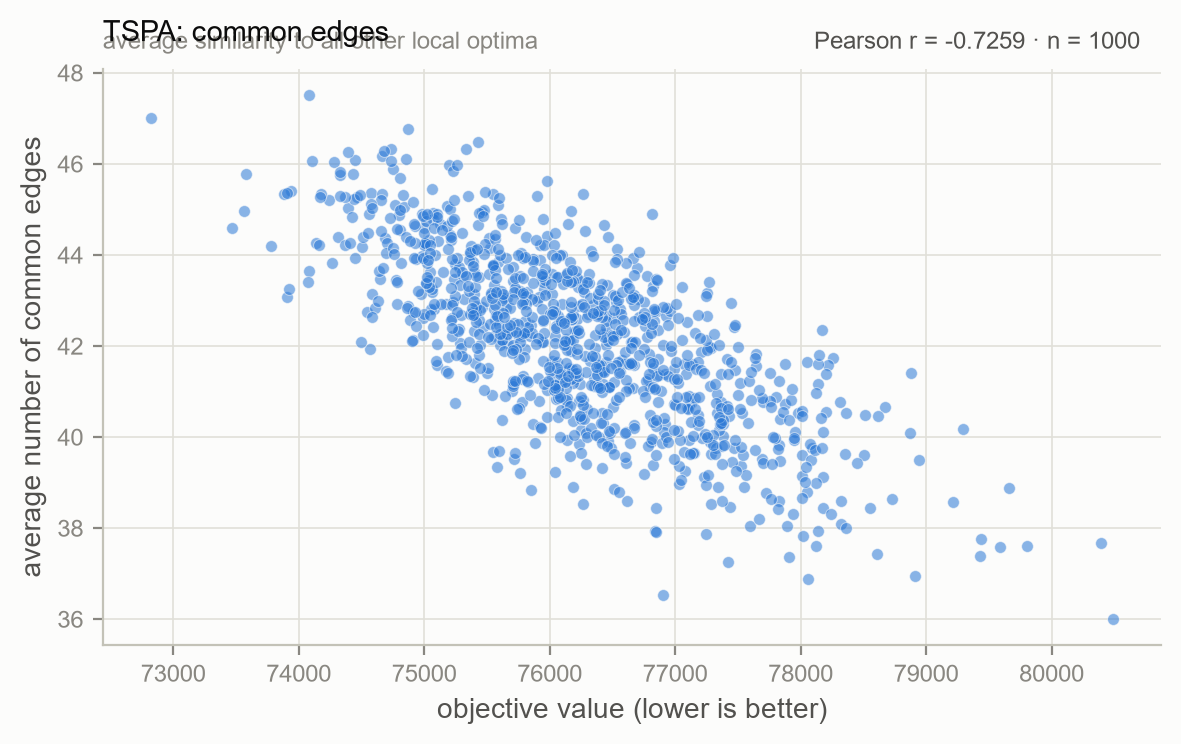 TSPA: common edges
average similarity to all other local optima
Pearson r = -0.7259 · n = 1000
average number of common edges
48
46
44
42
40
38
36
73000 74000 75000 76000 77000 78000 79000 80000
objective value (lower is better)